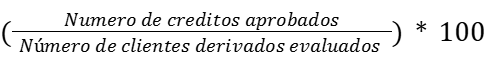 (Numero de creditos aprobados
Número de clientes derivados evaluados) * 100